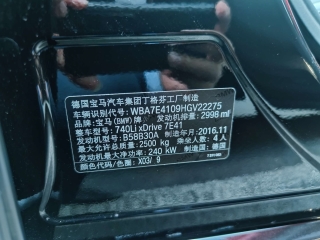 德国宝马汽车集团丁格芬工厂制造
车辆识别代号: WBA7E4109HGV22275
品牌: 宝马(BMW)牌 发动机排量: 2998 ml
整车型号: 740Li xDrive 7E41
发动机型号: B58B30A 制造年月: 2016.11
最大允许总质量: 2500 kg 乘坐人数: 4 人
发动机最大净功率: 240 kW 制造国: 德国
颜色代码/色圈: X03/ 9